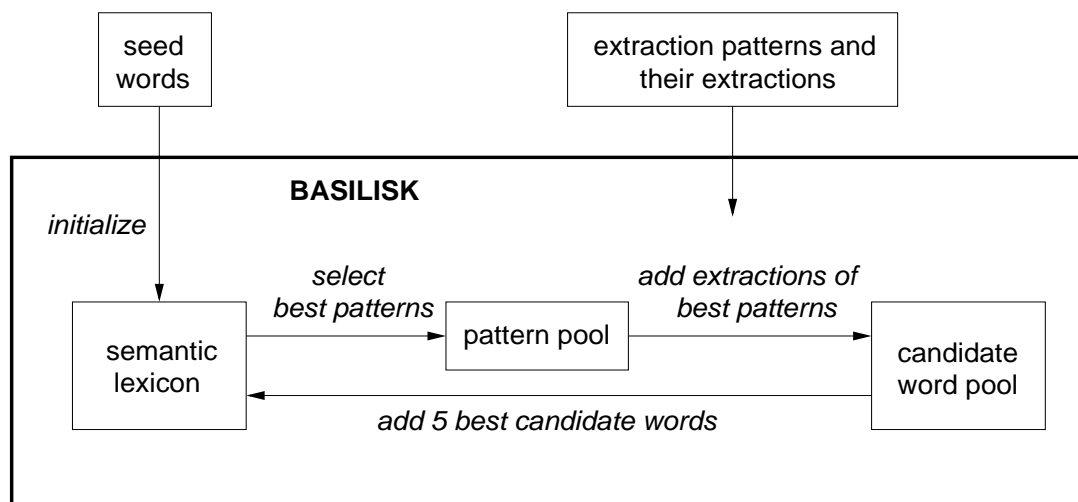 seed
words
extraction patterns and
their extractions
BASILISK
initialize
select
best patterns
add extractions of
best patterns
semantic
lexicon
pattern pool
candidate
word pool
add 5 best candidate words